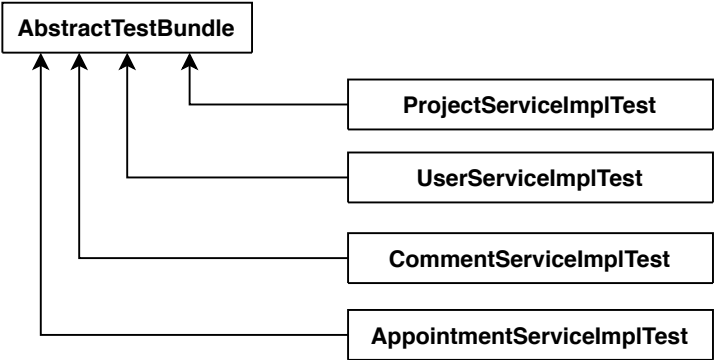 AbstractTestBundle
ProjectServiceImplTest
UserServiceImplTest
CommentServiceImplTest
AppointmentServiceImplTest